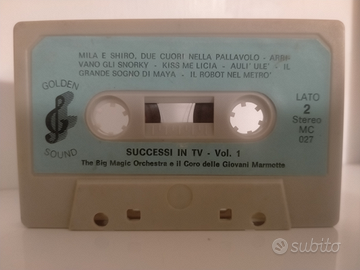 MILA E SHIRO, DUE CUORI NELLA PALLAVOLO - ARRI
VANO GLI SNORKY - KISS ME LICIA - AULI' ULE' - IL
GRANDE SOGNO DI MAYA - IL ROBOT NEL METRO'
GOLDEN
SOUND
LATO
2
Stereo
MC
027
SUCCESSI IN TV - Vol. 1
The Big Magic Orchestra e il Coro delle Giovani Marmotte
subito